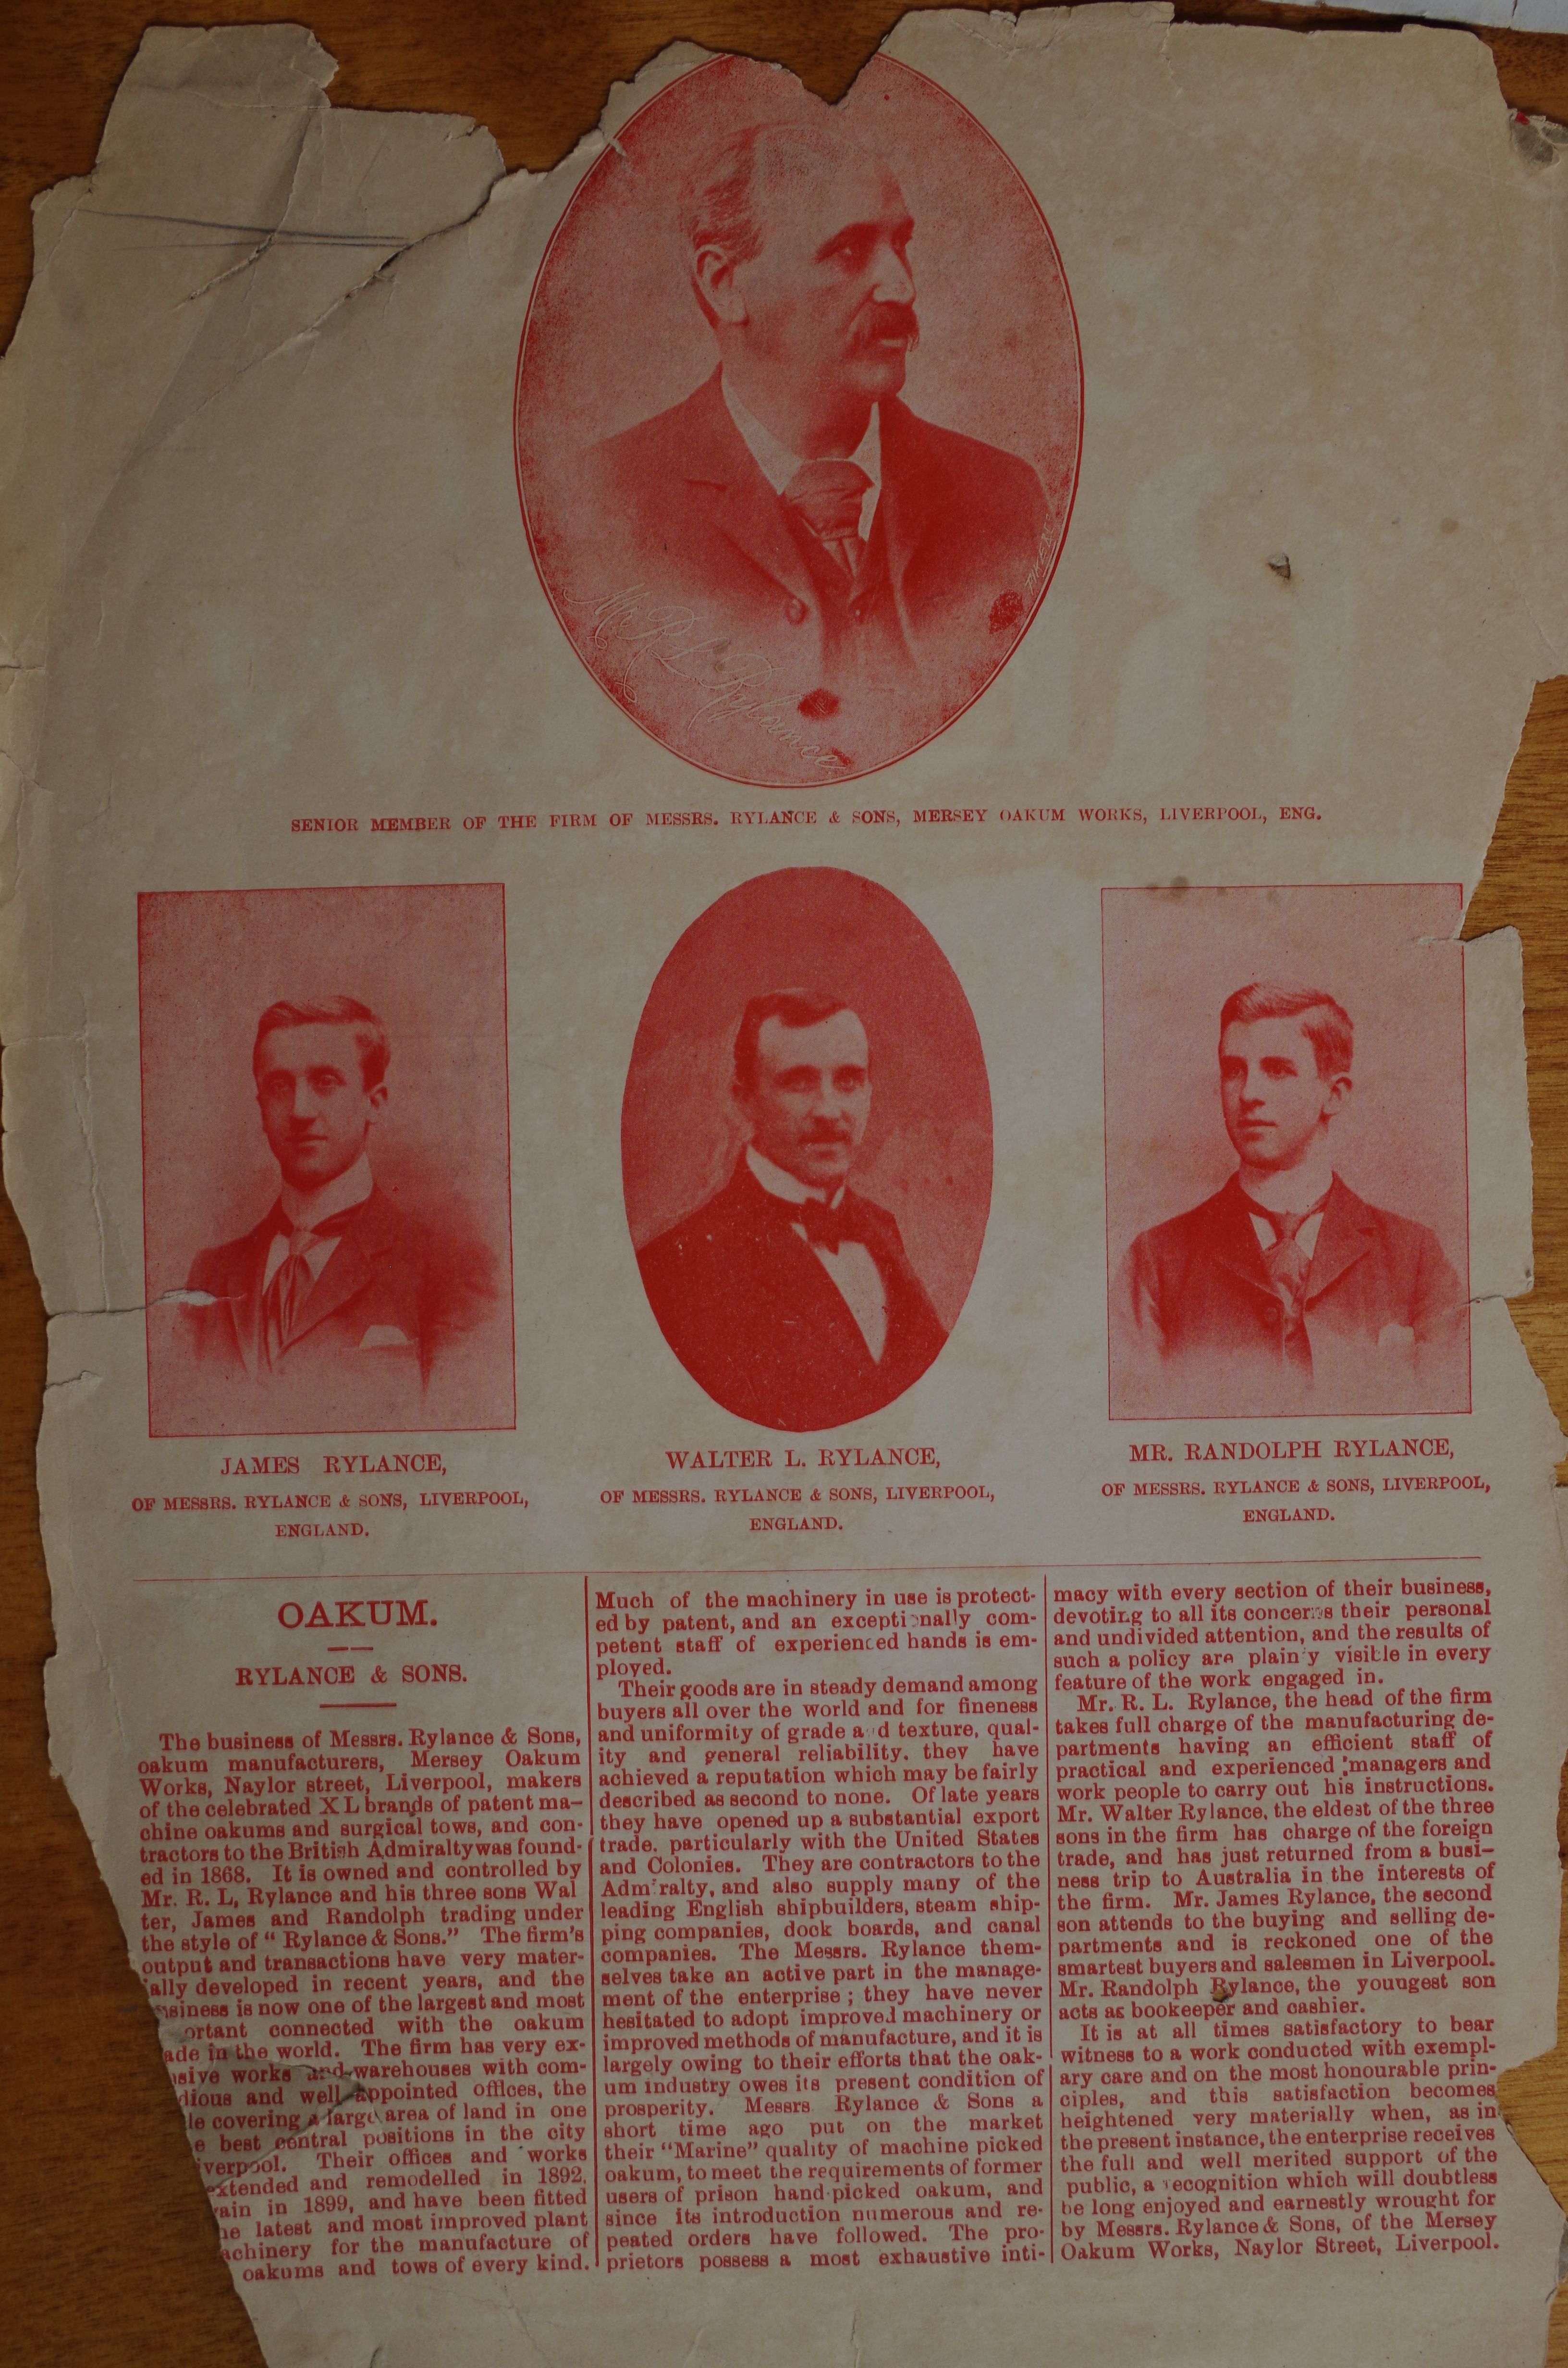 Mr. R. L. Rylance
SENIOR MEMBER OF THE FIRM OF MESSRS. RYLANCE & SONS, MERSEY OAKUM WORKS, LIVERPOOL, ENG.
JAMES RYLANCE,
OF MESSRS. RYLANCE & SONS, LIVERPOOL,
ENGLAND.
WALTER L. RYLANCE,
OF MESSRS. RYLANCE & SONS, LIVERPOOL,
ENGLAND.
MR. RANDOLPH RYLANCE,
OF MESSRS. RYLANCE & SONS, LIVERPOOL,
ENGLAND.
OAKUM.
RYLANCE & SONS.
The business of Messrs. Rylance & Sons,
oakum manufacturers, Mersey Oakum
Works, Naylor street, Liverpool, makers
of the celebrated X L brands of patent ma-
chine oakums and surgical tows, and con-
tractors to the British Admiralty was found-
ed in 1868. It is owned and controlled by
Mr. R. L, Rylance and his three sons Wal
ter, James and Randolph trading under
the style of "Rylance & Sons." The firm's
output and transactions have very mater-
ially developed in recent years, and the
usiness is now one of the largest and most
ortant connected with the oakum
ade in the world. The firm has very ex-
nsive works and warehouses with com-
dious and well appointed offices, the
le covering a large area of land in one
e best central positions in the city
iverpool. Their offices and works
extended and remodelled in 1892,
gain in 1899, and have been fitted
he latest and most improved plant
achinery for the manufacture of
oakums and tows of every kind.
Much of the machinery in use is protect-
ed by patent, and an exceptionally com-
petent staff of experienced hands is em-
ployed.
Their goods are in steady demand among
buyers all over the world and for fineness
and uniformity of grade a d texture, qual-
ity and general reliability. they have
achieved a reputation which may be fairly
described as second to none. Of late years
they have opened up a substantial export
trade. particularly with the United States
and Colonies. They are contractors to the
Admiralty, and also supply many of the
leading English shipbuilders, steam ship-
ping companies, dock boards, and canal
companies. The Messrs. Rylance them-
selves take an active part in the manage-
ment of the enterprise ; they have never
hesitated to adopt improved machinery or
improved methods of manufacture, and it is
largely owing to their efforts that the oak-
um industry owes its present condition of
prosperity. Messrs Rylance & Sons a
short time ago put on the market
their "Marine" quality of machine picked
oakum, to meet the requirements of former
users of prison hand-picked oakum, and
since its introduction numerous and re-
peated orders have followed. The pro-
prietors possess a most exhaustive inti-
macy with every section of their business,
devoting to all its concerns their personal
and undivided attention, and the results of
such a policy are plain y visible in every
feature of the work engaged in.
Mr. R. L. Rylance, the head of the firm
takes full charge of the manufacturing de-
partments having an efficient staff of
practical and experienced managers and
work people to carry out his instructions.
Mr. Walter Rylance, the eldest of the three
sons in the firm has charge of the foreign
trade, and has just returned from a busi-
ness trip to Australia in the interests of
the firm. Mr. James Rylance, the second
son attends to the buying and selling de-
partments and is reckoned one of the
smartest buyers and salesmen in Liverpool.
Mr. Randolph Rylance, the youugest son
acts as bookeeper and cashier.
It is at all times satisfactory to bear
witness to a work conducted with exempl-
ary care and on the most honourable prin-
ciples, and this satisfaction becomes
heightened very materially when, as in
the present instance, the enterprise receives
the full and well merited support of the
public, a recognition which will doubtless
be long enjoyed and earnestly wrought for
by Messrs. Rylance & Sons, of the Mersey
Oakum Works, Naylor Street, Liverpool.